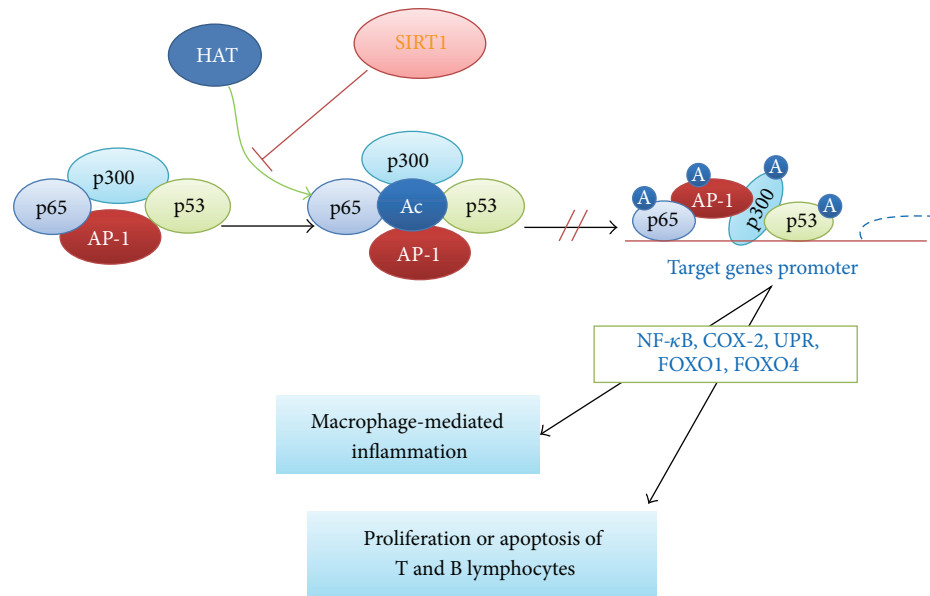 HAT
SIRT1
p300
p65
p53
AP-1
p300
p65
Ac
p53
AP-1
A
A
A
A
p65
AP-1
p300
p53
Target genes promoter
NF-κB, COX-2, UPR,
FOXO1, FOXO4
Macrophage-mediated
inflammation
Proliferation or apoptosis of
T and B lymphocytes